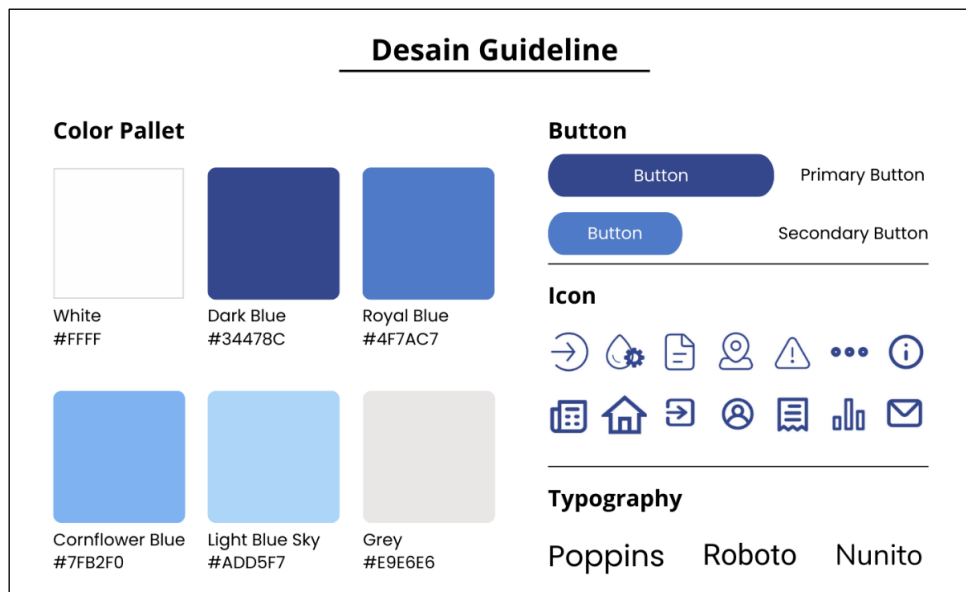 Desain Guideline
Color Pallet
White
#FFFF
Dark Blue
#34478C
Royal Blue
#4F7AC7
Cornflower Blue
#7FB2F0
Light Blue Sky
#ADD5F7
Grey
#E9E6E6
Button
Button
Primary Button
Button
Secondary Button
Icon
Typography
Poppins
Roboto
Nunito